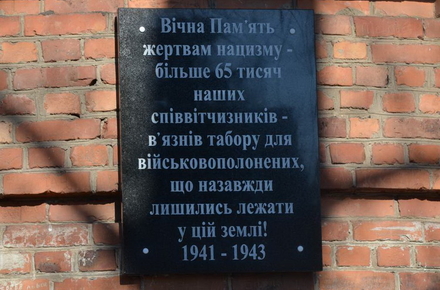 Вічна Пам'ять
жертвам нацизму -
більше 65 тисяч
наших
співвітчизників -
в'язнів табору для
військовополонених,
що назавжди
лишились лежати
у цій землі!
1941 - 1943